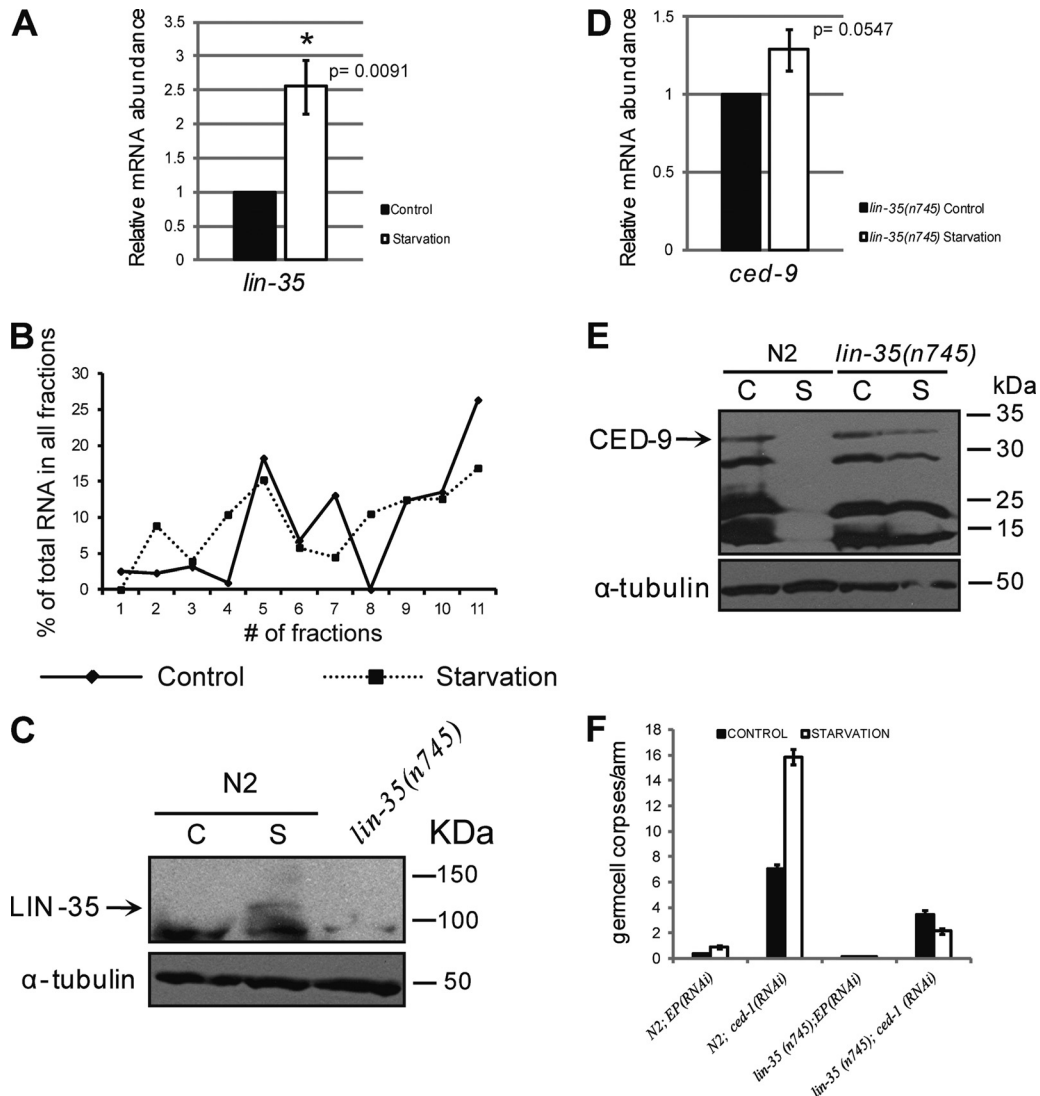 A
Relative mRNA abundance
3.5
3
2.5
2
1.5
1
0.5
0
*
p= 0.0091
Control
Starvation
lin-35
B
% of total RNA in all fractions
30
25
20
15
10
5
0
1 2 3 4 5 6 7 8 9 10 11
# of fractions
Control
Starvation
C
N2
lin-35(n745)
C S
KDa
LIN-35
150
100
α-tubulin
50
D
Relative mRNA abundance
1.5
1
0.5
0
p= 0.0547
lin-35(n745) Control
lin-35(n745) Starvation
ced-9
E
N2 lin-35(n745)
C S C S
kDa
CED-9
35
30
25
15
α-tubulin
50
F
germcell corpses/arm
18
16
14
12
10
8
6
4
2
0
CONTROL STARVATION
N2; EP(RNAi)
N2; ced-1(RNAi)
lin-35 (n745);EP(RNAi)
lin-35 (n745); ced-1 (RNAi)